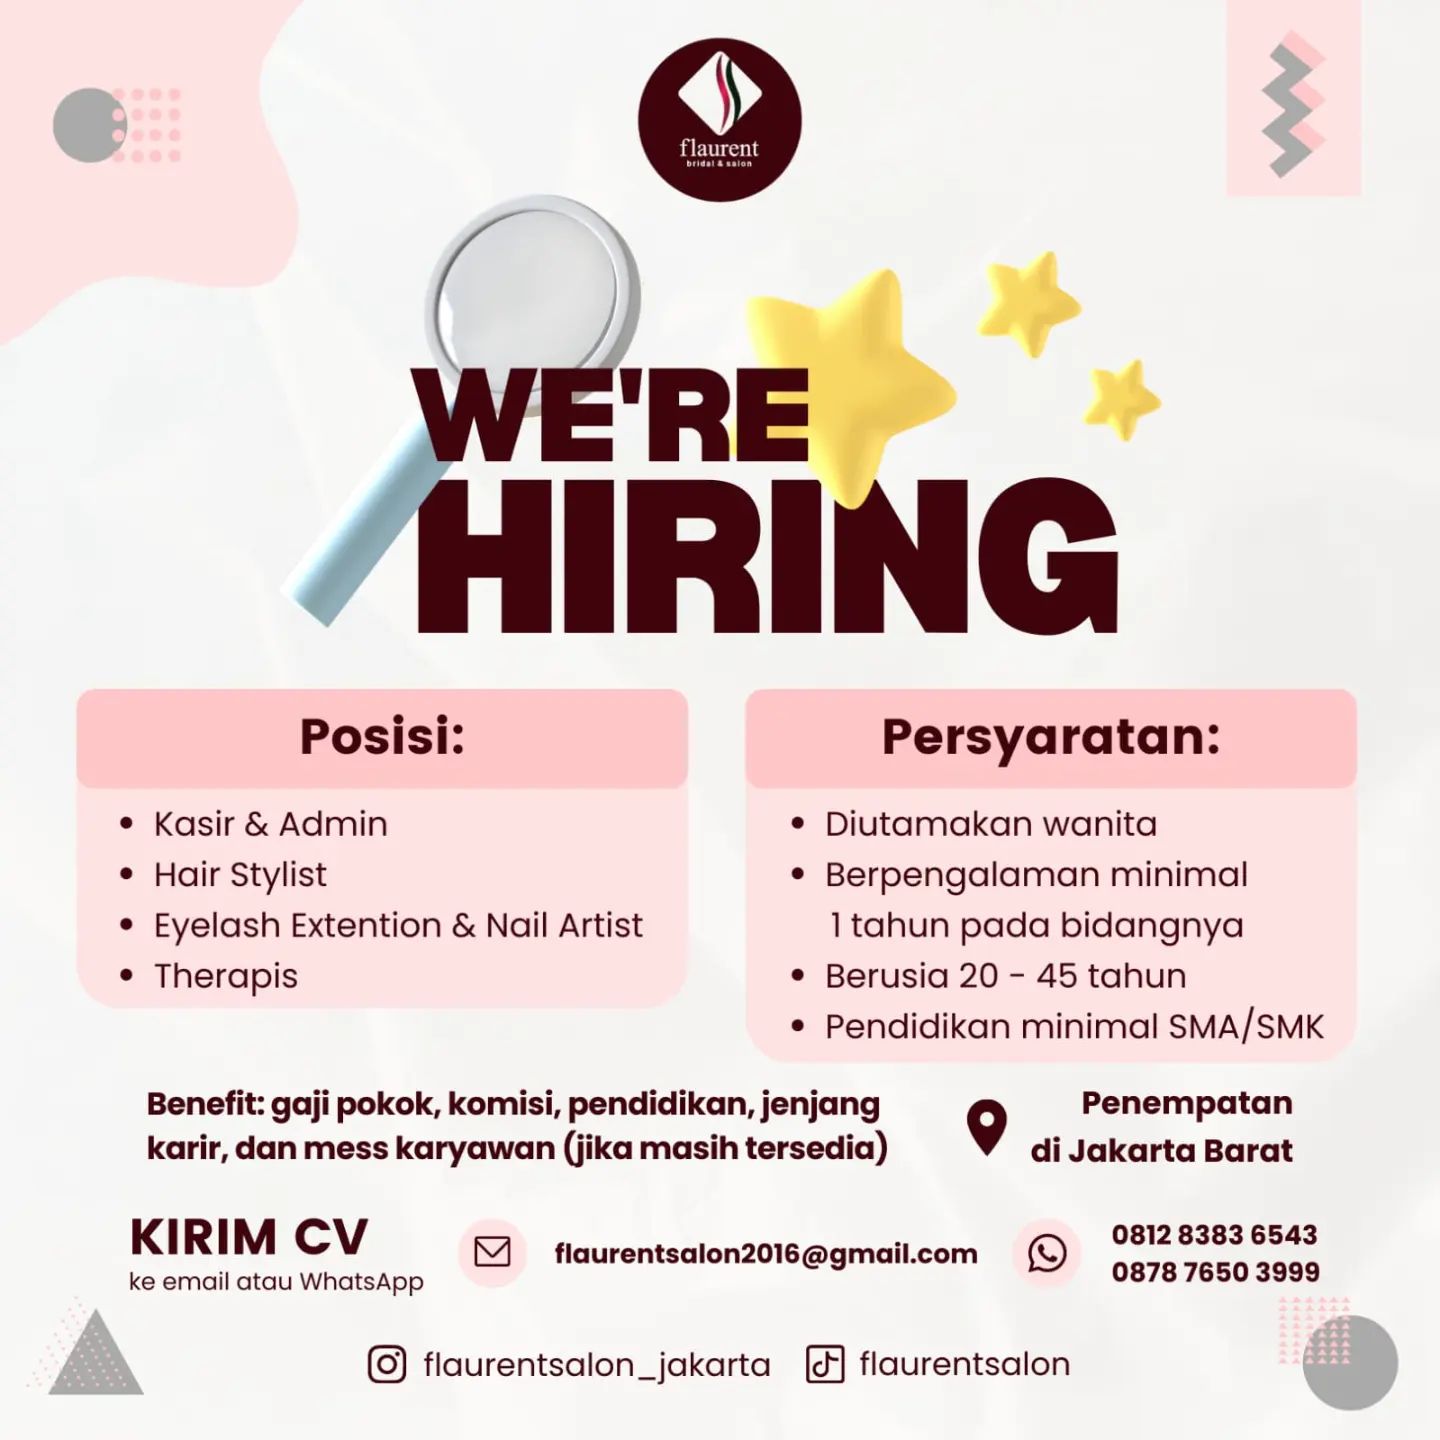 flaurent
bridal & salon
WE'RE
HIRING
Posisi:
• Kasir & Admin
• Hair Stylist
• Eyelash Extention & Nail Artist
• Therapis
Persyaratan:
• Diutamakan wanita
• Berpengalaman minimal
1 tahun pada bidangnya
• Berusia 20 - 45 tahun
• Pendidikan minimal SMA/SMK
Benefit: gaji pokok, komisi, pendidikan, jenjang
karir, dan mess karyawan (jika masih tersedia)
Penempatan
di Jakarta Barat
KIRIM CV
ke email atau WhatsApp
flaurentsalon2016@gmail.com
0812 8383 6543
0878 7650 3999
flaurentsalon_jakarta
flaurentsalon